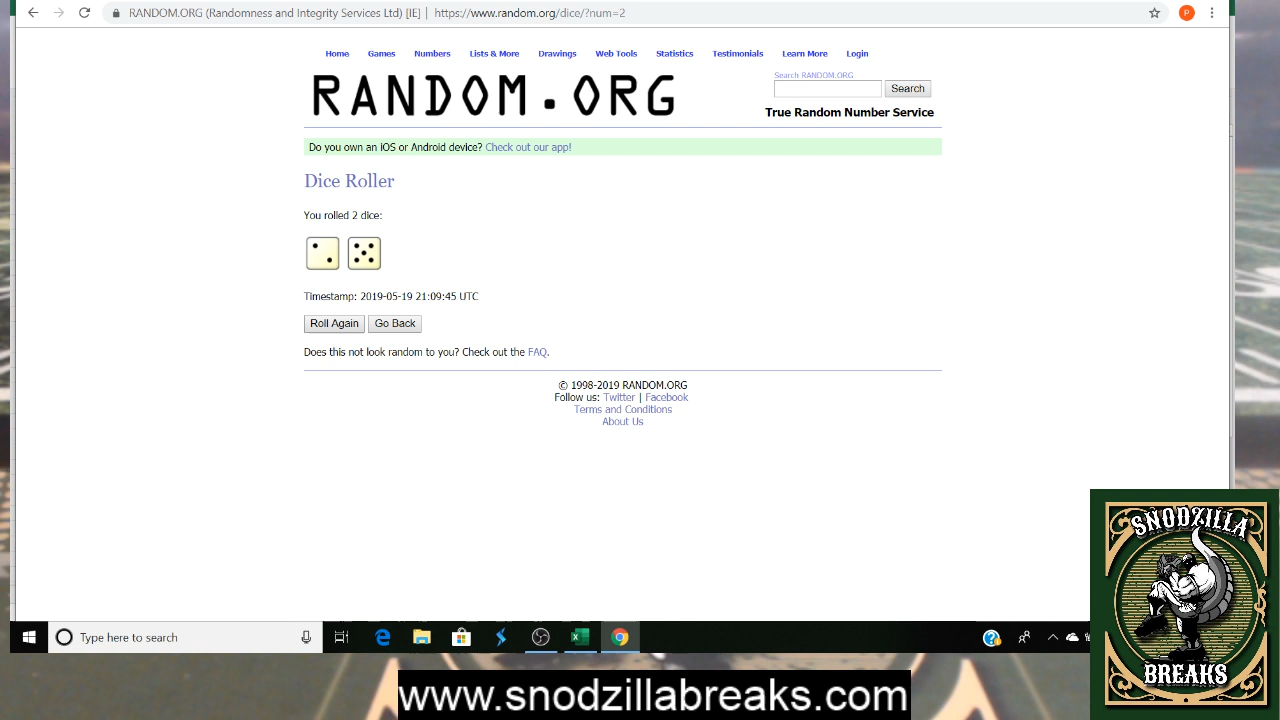 RANDOM.ORG (Randomness and Integrity Services Ltd) [IE] | https://www.random.org/dice/?num=2
P
Home Games Numbers Lists & More Drawings Web Tools Statistics Testimonials Learn More Login
RANDOM.ORG
Search RANDOM.ORG
Search
True Random Number Service
Do you own an iOS or Android device? Check out our app!
Dice Roller
You rolled 2 dice:
Timestamp: 2019-05-19 21:09:45 UTC
Roll Again Go Back
Does this not look random to you? Check out the FAQ.
© 1998-2019 RANDOM.ORG
Follow us: Twitter | Facebook
Terms and Conditions
About Us
Type here to search
SNODZILLA
BREAKS
www.snodzillabreaks.com